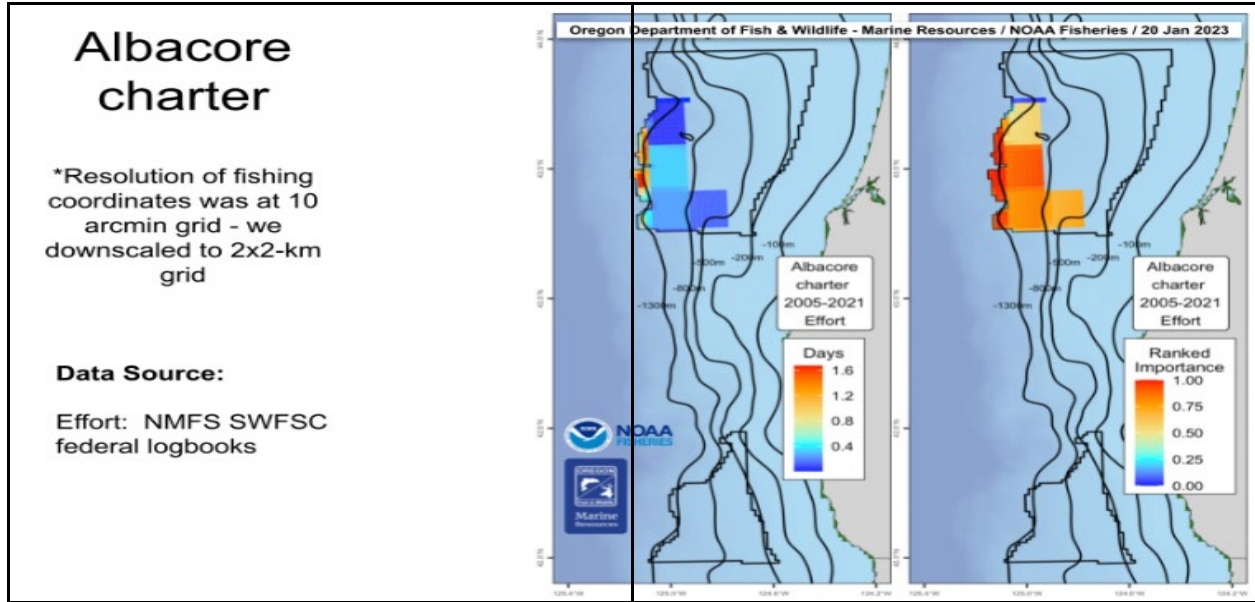 Albacore
charter
*Resolution of fishing
coordinates was at 10
arcmin grid - we
downscaled to 2x2-km
grid
Data Source:
Effort: NMFS SWFSC
federal logbooks
Oregon Department of Fish & Wildlife - Marine Resources / NOAA Fisheries / 20 Jan 2023
-100m
-200m
-500m
-800m
-1300m
Albacore
charter
2005-2021
Effort
Days
1.6
1.2
0.8
0.4
NOAA
FISHERIES
OREGON
Marine
Resources
-100m
-200m
-500m
-800m
-1300m
Albacore
charter
2005-2021
Effort
Ranked
Importance
1.00
0.75
0.50
0.25
0.00